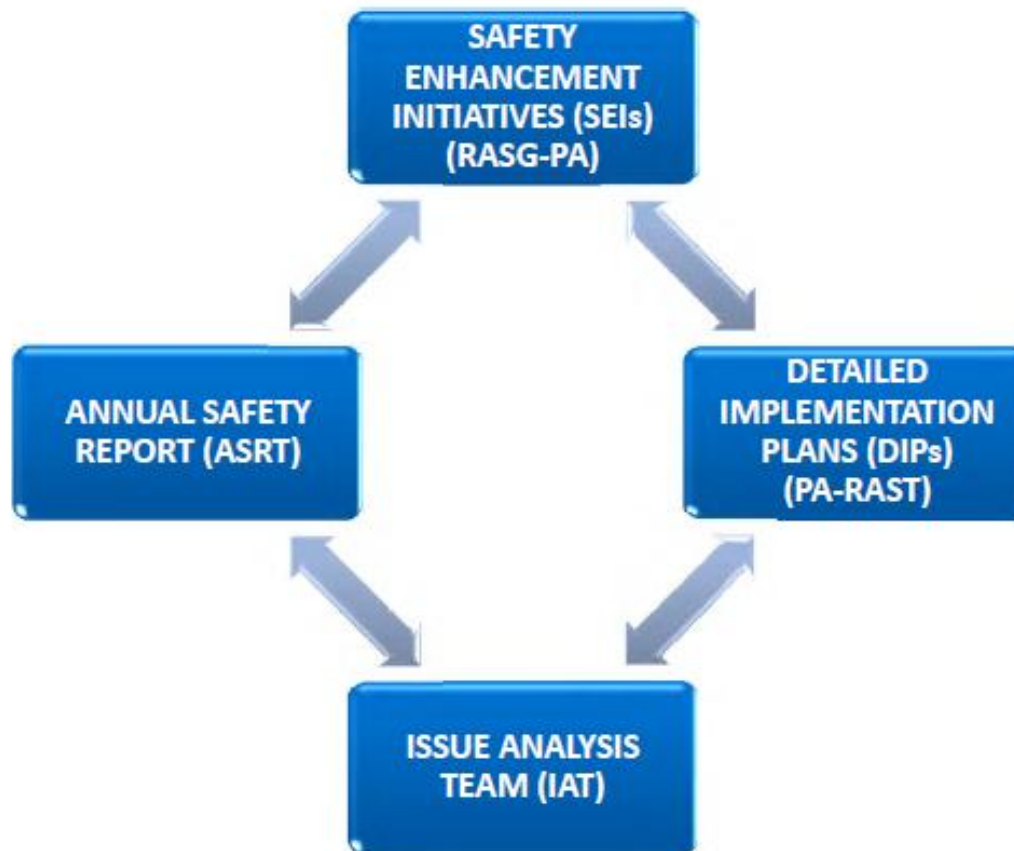 SAFETY
ENHANCEMENT
INITIATIVES (SEIs)
(RASG-PA)
ANNUAL SAFETY
REPORT (ASRT)
DETAILED
IMPLEMENTATION
PLANS (DIPs)
(PA-RAST)
ISSUE ANALYSIS
TEAM (IAT)